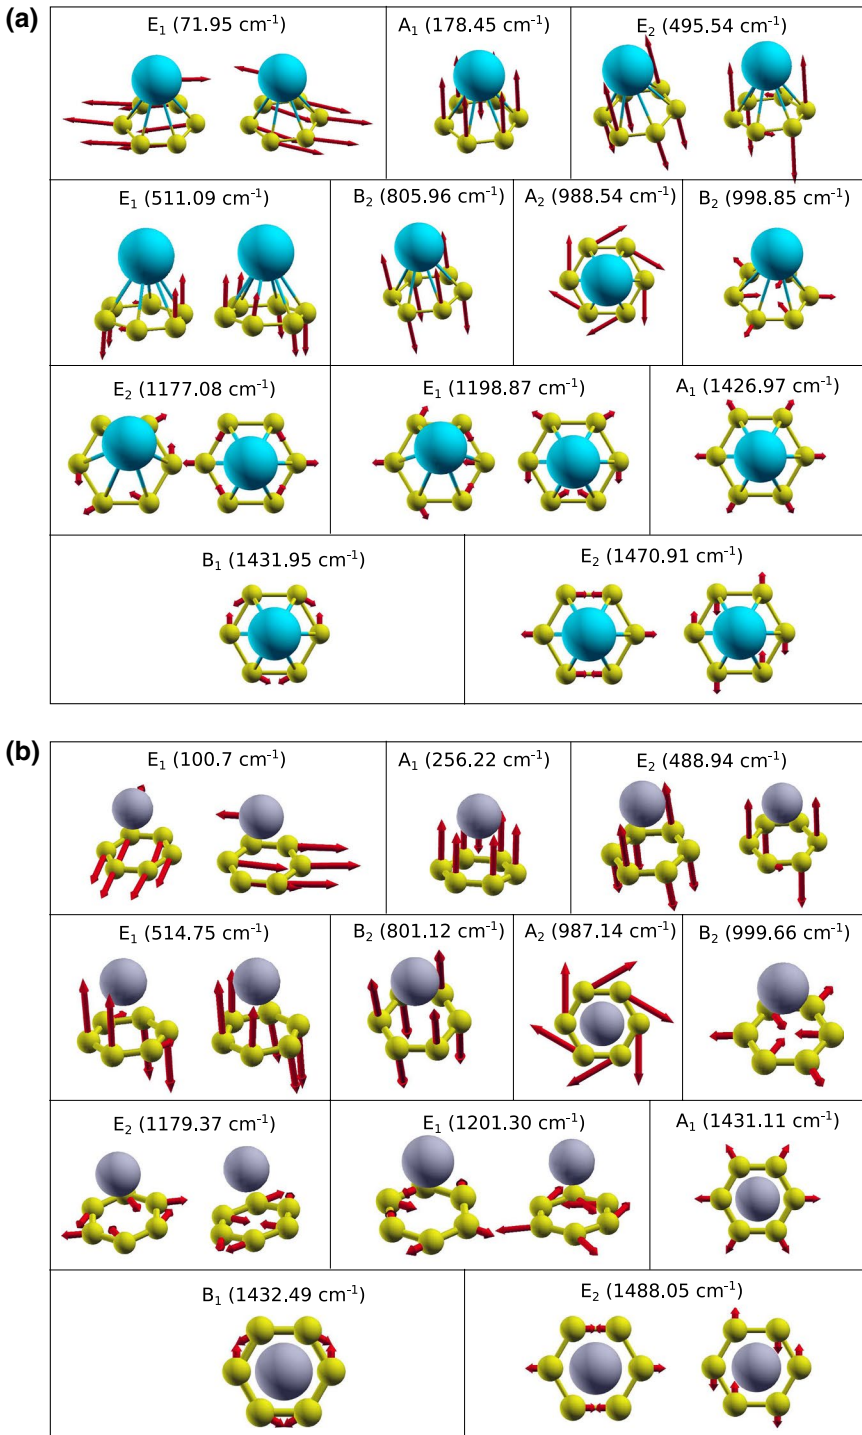 (a)
E₁ (71.95 cm⁻¹)
A₁ (178.45 cm⁻¹)
E₂ (495.54 cm⁻¹)
E₁ (511.09 cm⁻¹)
B₂ (805.96 cm⁻¹)
A₂ (988.54 cm⁻¹)
B₂ (998.85 cm⁻¹)
E₂ (1177.08 cm⁻¹)
E₁ (1198.87 cm⁻¹)
A₁ (1426.97 cm⁻¹)
B₁ (1431.95 cm⁻¹)
E₂ (1470.91 cm⁻¹)
(b)
E₁ (100.7 cm⁻¹)
A₁ (256.22 cm⁻¹)
E₂ (488.94 cm⁻¹)
E₁ (514.75 cm⁻¹)
B₂ (801.12 cm⁻¹)
A₂ (987.14 cm⁻¹)
B₂ (999.66 cm⁻¹)
E₂ (1179.37 cm⁻¹)
E₁ (1201.30 cm⁻¹)
A₁ (1431.11 cm⁻¹)
B₁ (1432.49 cm⁻¹)
E₂ (1488.05 cm⁻¹)